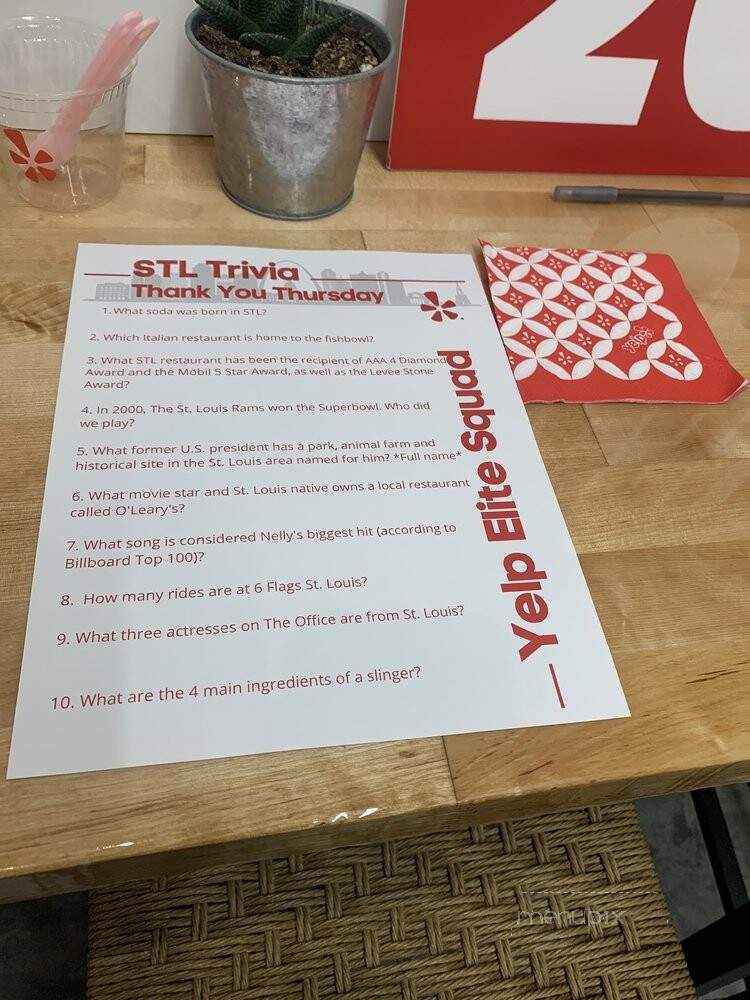 20
STL Trivia
Thank You Thursday
1.What soda was born in STL?
2. Which Italian restaurant is home to the fishbowl?
3. What STL restaurant has been the recipient of AAA 4 Diamond
Award and the Mobil 5 Star Award, as well as the Levee Stone
Award?
4. In 2000, The St. Louis Rams won the Superbowl. Who did
we play?
5. What former U.S. president has a park, animal farm and
historical site in the St. Louis area named for him? *Full name*
6. What movie star and St. Louis native owns a local restaurant
called O'Leary's?
7. What song is considered Nelly's biggest hit (according to
Billboard Top 100)?
8. How many rides are at 6 Flags St. Louis?
9. What three actresses on The Office are from St. Louis?
10. What are the 4 main ingredients of a slinger?
Yelp Elite Squad
yelp
menupix